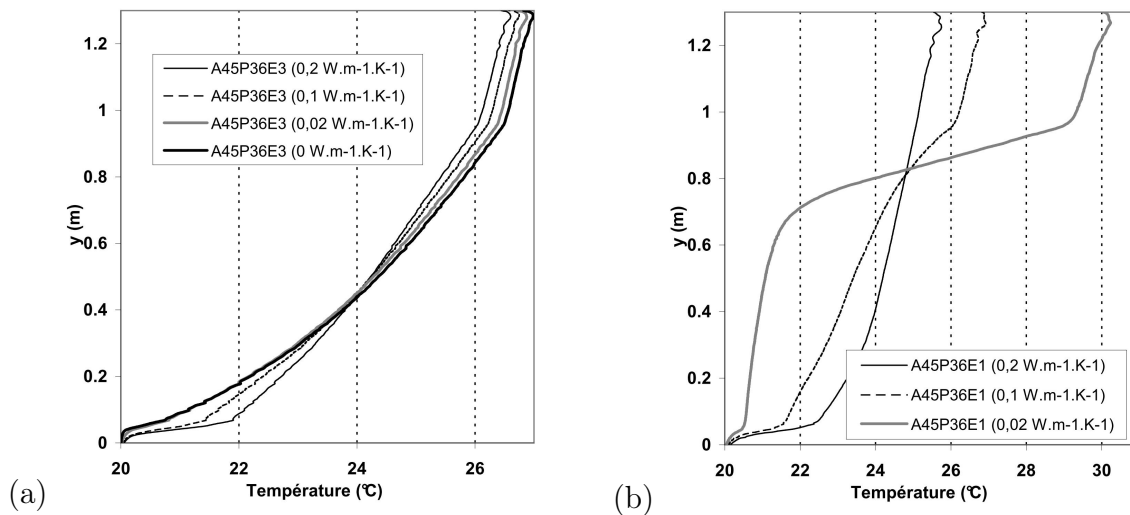 1.2
1
0.8
0.6
0.4
0.2
0
y (m)
A45P36E3 (0,2 W.m-1.K-1)
A45P36E3 (0,1 W.m-1.K-1)
A45P36E3 (0,02 W.m-1.K-1)
A45P36E3 (0 W.m-1.K-1)
20 22 24 26
Température (°C)
(a)
1.2
1
0.8
0.6
0.4
0.2
0
y (m)
A45P36E1 (0,2 W.m-1.K-1)
A45P36E1 (0,1 W.m-1.K-1)
A45P36E1 (0,02 W.m-1.K-1)
20 22 24 26 28 30
Température (°C)
(b)